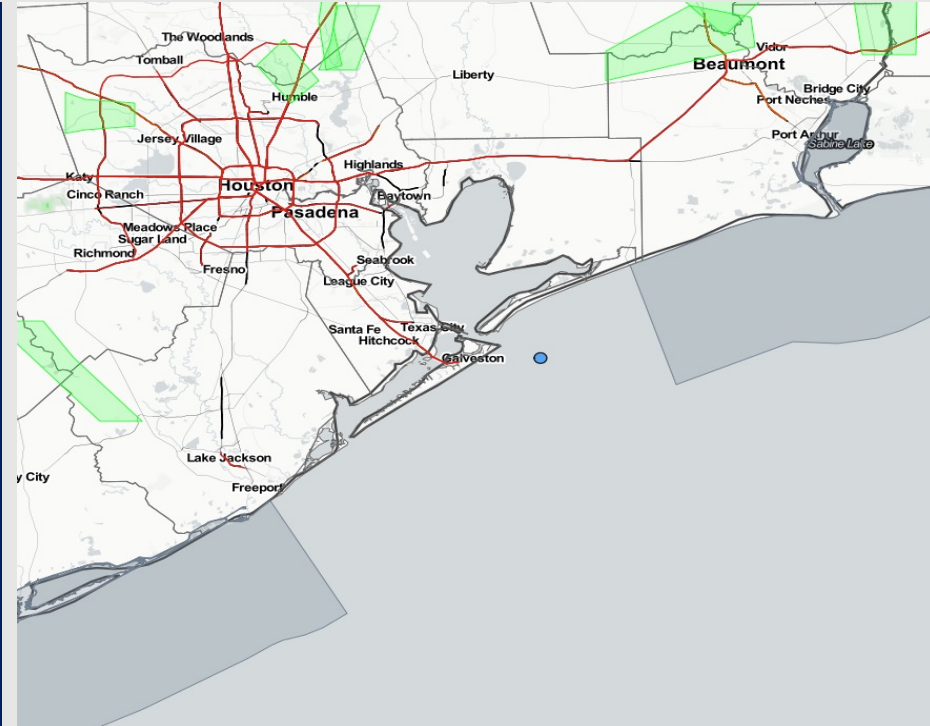 The Woodlands
Tomball
Humble
Liberty
Vidor
Beaumont
Bridge City
Port Neches
Port Arthur
Sabine Lake
Jersey Village
Highlands
Katy
Houston
Cinco Ranch
Baytown
Pasadena
Meadows Place
Sugar Land
Richmond
Seabrook
Fresno
League City
Santa Fe
Texas City
Hitchcock
Galveston
Lake Jackson
y City
Freeport